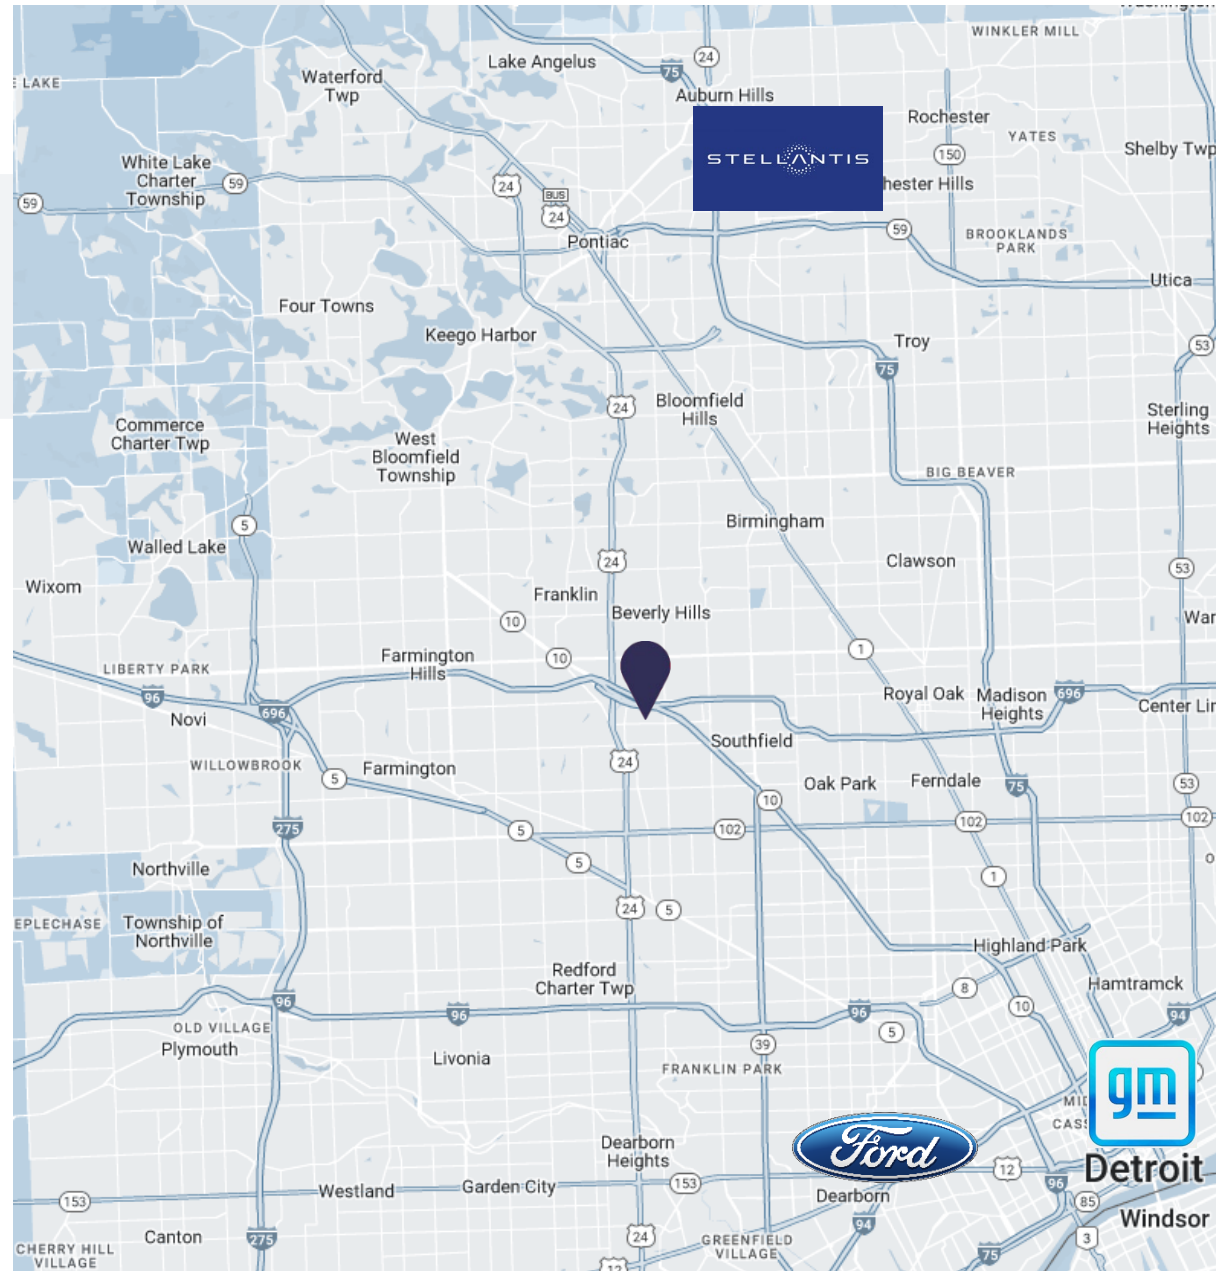 WINKLER MILL
24
Lake Angelus
75
Waterford
Twp
E LAKE
Auburn Hills
Rochester
YATES
150
Shelby Twp
STELLANTIS
White Lake
Charter
Township
59
59
24
BUS
24
hester Hills
59
BROOKLANDS
PARK
Pontiac
Utica
Four Towns
Keego Harbor
Troy
53
75
24
Bloomfield
Hills
Sterling
Heights
Commerce
Charter Twp
West
Bloomfield
Township
BIG BEAVER
5
Birmingham
Walled Lake
24
Clawson
53
Wixom
Franklin
Beverly Hills
10
War
1
Farmington
Hills
10
LIBERTY PARK
96
Royal Oak
Madison
Heights
696
Center Lin
Novi
696
Southfield
WILLOWBROOK
5
Farmington
24
Oak Park
Ferndale
75
53
10
275
5
102
102
102
5
Northville
1
24
5
EPLECHASE
Township of
Northville
Highland Park
Redford
Charter Twp
8
Hamtramck
96
96
96
10
94
OLD VILLAGE
Plymouth
5
39
Livonia
FRANKLIN PARK
gm
MI
CASS
Ford
Dearborn
Heights
12
Detroit
153
Westland
Garden City
153
Dearborn
96
85
Windsor
94
Canton
275
24
GREENFIELD
VILLAGE
3
CHERRY HILL
VILLAGE
75
12